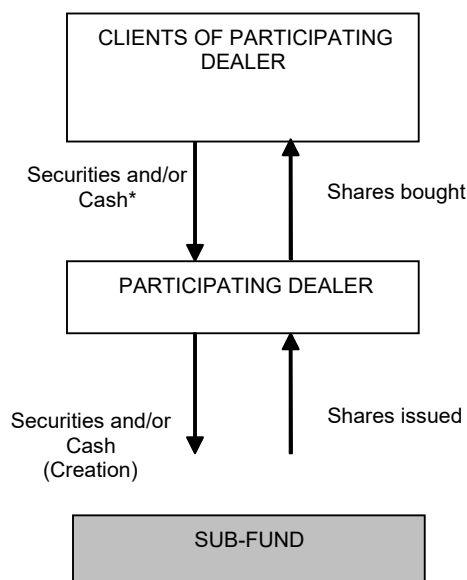 CLIENTS OF PARTICIPATING
DEALER
Securities and/or
Cash*
Shares bought
PARTICIPATING DEALER
Securities and/or
Cash
(Creation)
Shares issued
SUB-FUND